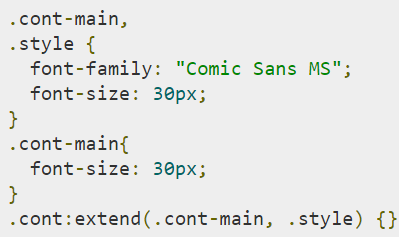 .cont-main,
.style {
  font-family: "Comic Sans MS";
  font-size: 30px;
}
.cont-main{
  font-size: 30px;
}
.cont:extend(.cont-main, .style) {}